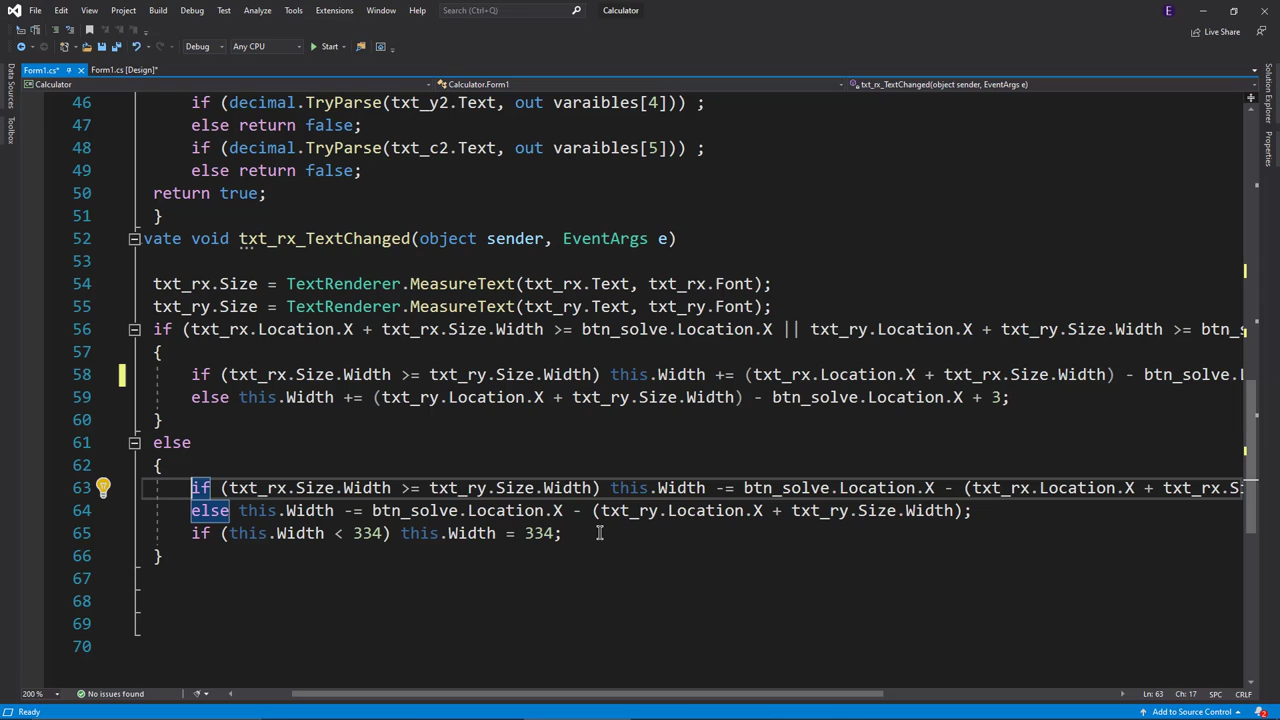 File Edit View Project Build Debug Test Analyze Tools Extensions Window Help Search (Ctrl+Q) Calculator E
Live Share
Debug Any CPU Start
Form1.cs* Form1.cs [Design]*
Calculator Calculator.Form1 txt_rx_TextChanged(object sender, EventArgs e)
Data Sources
Toolbox
Solution Explorer
Properties
46 if (decimal.TryParse(txt_y2.Text, out varaibles[4])) ;
47 else return false;
48 if (decimal.TryParse(txt_c2.Text, out varaibles[5])) ;
49 else return false;
50 return true;
51 }
52 vate void txt_rx_TextChanged(object sender, EventArgs e)
53
54 txt_rx.Size = TextRenderer.MeasureText(txt_rx.Text, txt_rx.Font);
55 txt_ry.Size = TextRenderer.MeasureText(txt_ry.Text, txt_ry.Font);
56 if (txt_rx.Location.X + txt_rx.Size.Width >= btn_solve.Location.X || txt_ry.Location.X + txt_ry.Size.Width >= btn_s
57 {
58 if (txt_rx.Size.Width >= txt_ry.Size.Width) this.Width += (txt_rx.Location.X + txt_rx.Size.Width) - btn_solve.L
59 else this.Width += (txt_ry.Location.X + txt_ry.Size.Width) - btn_solve.Location.X + 3;
60 }
61 else
62 {
63 if (txt_rx.Size.Width >= txt_ry.Size.Width) this.Width -= btn_solve.Location.X - (txt_rx.Location.X + txt_rx.Si
64 else this.Width -= btn_solve.Location.X - (txt_ry.Location.X + txt_ry.Size.Width);
65 if (this.Width < 334) this.Width = 334;
66 }
67
68
69
70
200 % No issues found Ln: 63 Ch: 17 SPC CRLF
Ready Add to Source Control 2